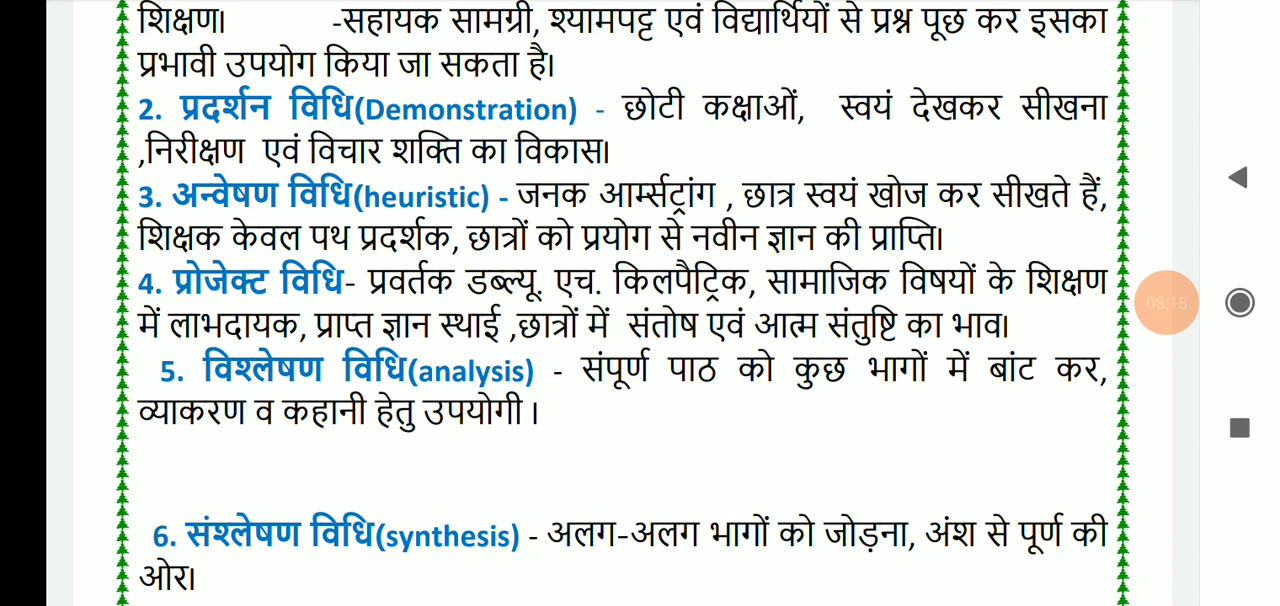 शिक्षण। -सहायक सामग्री, श्यामपट्ट एवं विद्यार्थियों से प्रश्न पूछ कर इसका
प्रभावी उपयोग किया जा सकता है।
2. प्रदर्शन विधि(Demonstration) - छोटी कक्षाओं, स्वयं देखकर सीखना
,निरीक्षण एवं विचार शक्ति का विकास।
3. अन्वेषण विधि(heuristic) - जनक आर्म्सट्रांग , छात्र स्वयं खोज कर सीखते हैं,
शिक्षक केवल पथ प्रदर्शक, छात्रों को प्रयोग से नवीन ज्ञान की प्राप्ति।
4. प्रोजेक्ट विधि- प्रवर्तक डब्ल्यू. एच. किलपैट्रिक, सामाजिक विषयों के शिक्षण
में लाभदायक, प्राप्त ज्ञान स्थाई ,छात्रों में संतोष एवं आत्म संतुष्टि का भाव।
08:18
5. विश्लेषण विधि(analysis) - संपूर्ण पाठ को कुछ भागों में बांट कर,
व्याकरण व कहानी हेतु उपयोगी ।
6. संश्लेषण विधि(synthesis) - अलग-अलग भागों को जोड़ना, अंश से पूर्ण की
ओर।